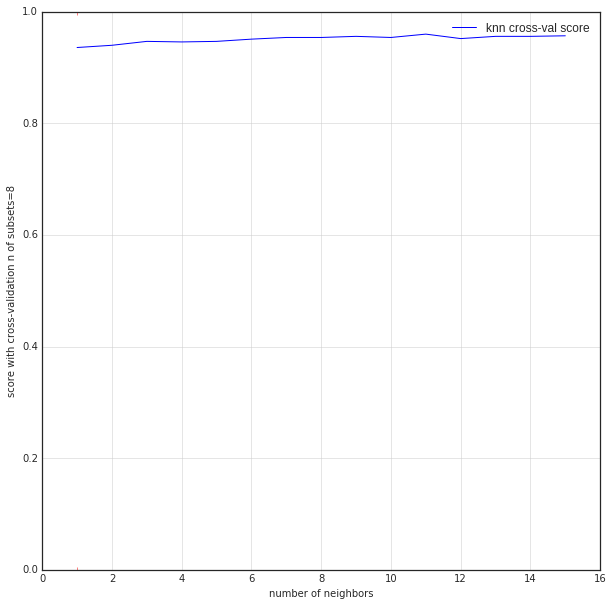 knn cross-val score
score with cross-validation n of subsets=8
1.0
0.8
0.6
0.4
0.2
0.0
0 2 4 6 8 10 12 14 16
number of neighbors